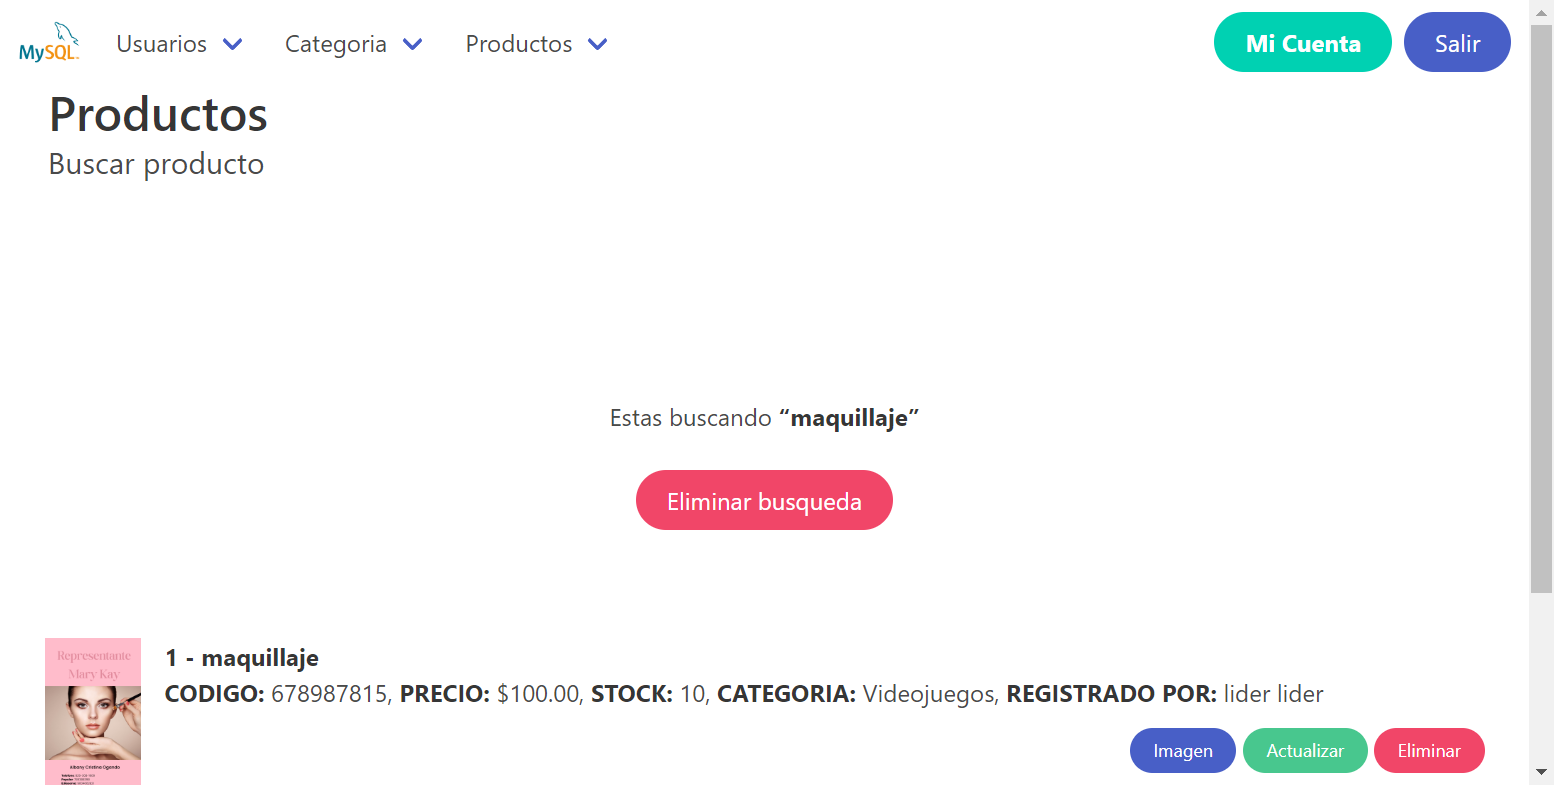 MySQL
Usuarios
Categoria
Productos
Mi Cuenta
Salir
Productos
Buscar producto
Estas buscando “maquillaje”
Eliminar busqueda
Representante
Mary Kay
1 - maquillaje
CODIGO: 678987815, PRECIO: $100.00, STOCK: 10, CATEGORIA: Videojuegos, REGISTRADO POR: lider lider
Imagen
Actualizar
Eliminar